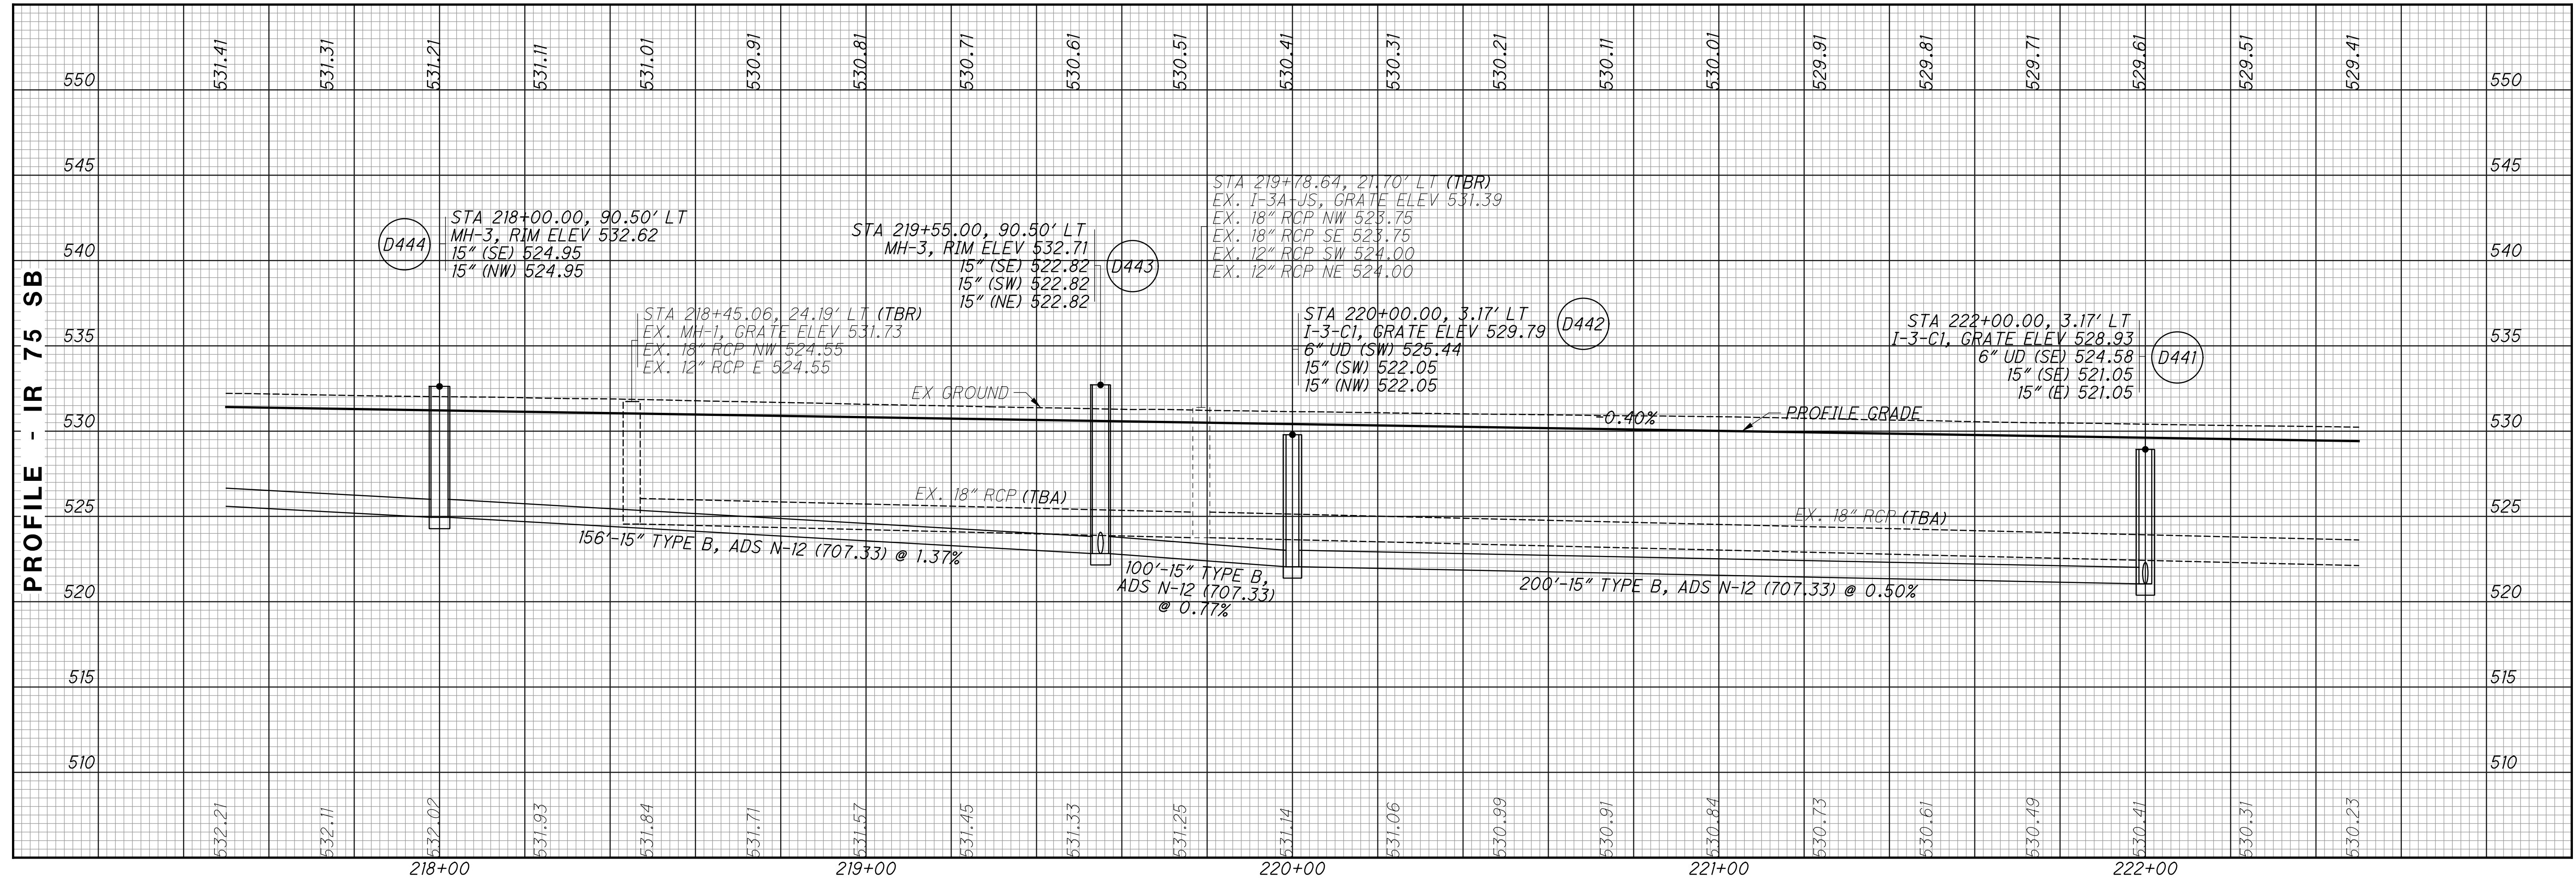 531.41 531.31 531.21 531.11 531.01 530.91 530.81 530.71 530.61 530.51 530.41 530.31 530.21 530.11 530.01 529.91 529.81 529.71 529.61 529.51 529.41
550 550
545 545
540 540
535 535
530 530
525 525
520 520
515 515
510 510
PROFILE - IR 75 SB
D444
STA 218+00.00, 90.50' LT
MH-3, RIM ELEV 532.62
15" (SE) 524.95
15" (NW) 524.95
STA 218+45.06, 24.19' LT (TBR)
EX. MH-1, GRATE ELEV 531.73
EX. 18" RCP NW 524.55
EX. 12" RCP E 524.55
STA 219+55.00, 90.50' LT
MH-3, RIM ELEV 532.71
15" (SE) 522.82
15" (SW) 522.82
15" (NE) 522.82
D443
STA 219+78.64, 21.70' LT (TBR)
EX. I-3A-JS, GRATE ELEV 531.39
EX. 18" RCP NW 523.75
EX. 18" RCP SE 523.75
EX. 12" RCP SW 524.00
EX. 12" RCP NE 524.00
STA 220+00.00, 3.17' LT
I-3-C1, GRATE ELEV 529.79
6" UD (SW) 525.44
15" (SW) 522.05
15" (NW) 522.05
D442
STA 222+00.00, 3.17' LT
I-3-C1, GRATE ELEV 528.93
6" UD (SE) 524.58
15" (SE) 521.05
15" (E) 521.05
D441
EX GROUND
-0.40%
PROFILE GRADE
EX. 18" RCP (TBA)
EX. 18" RCP (TBA)
156'-15" TYPE B, ADS N-12 (707.33) @ 1.37%
100'-15" TYPE B,
ADS N-12 (707.33)
@ 0.77%
200'-15" TYPE B, ADS N-12 (707.33) @ 0.50%
532.21 532.11 532.02 531.93 531.84 531.71 531.57 531.45 531.33 531.25 531.14 531.06 530.99 530.91 530.84 530.73 530.61 530.49 530.41 530.31 530.23
218+00 219+00 220+00 221+00 222+00